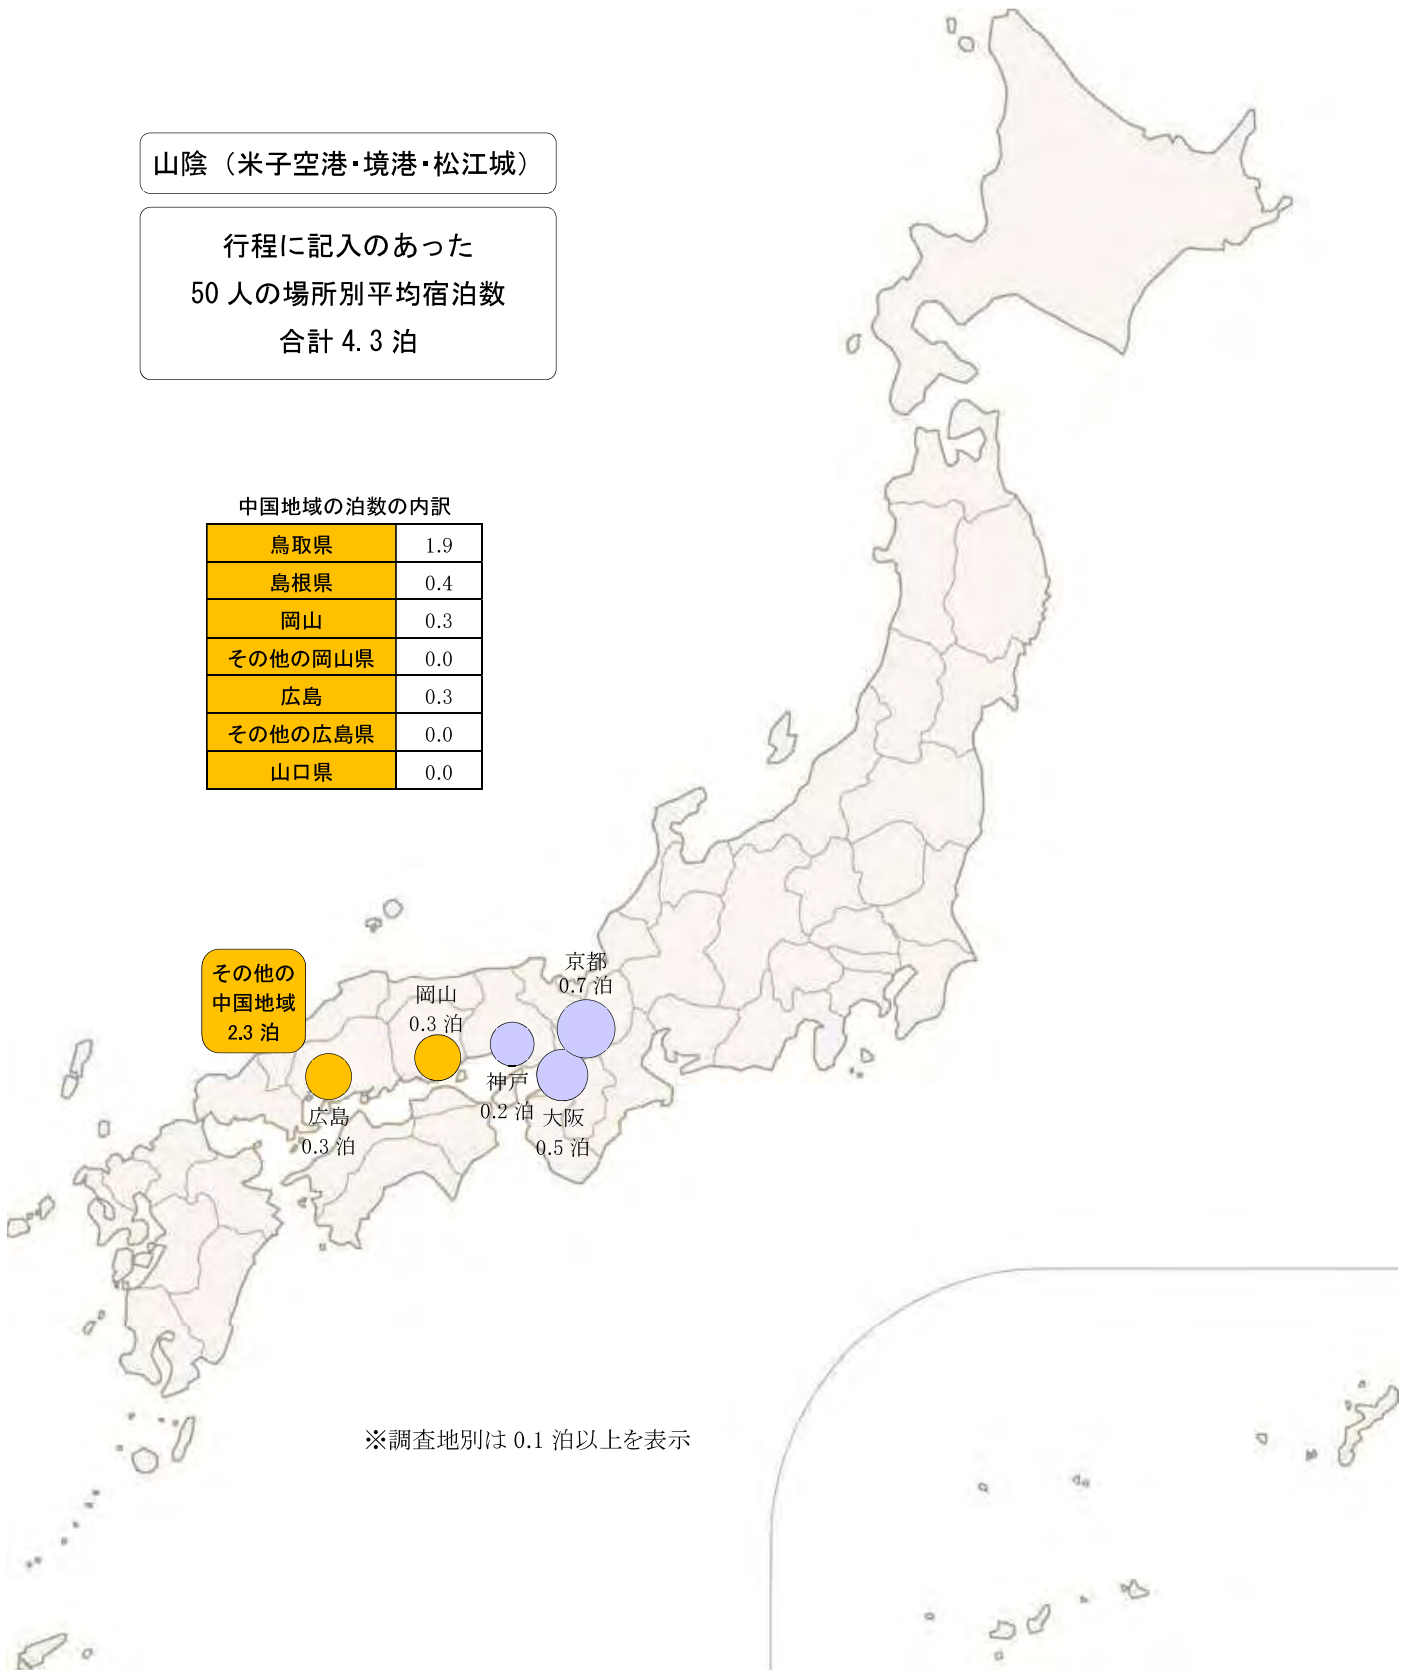 山陰（米子空港・境港・松江城）
行程に記入のあった
50 人の場所別平均宿泊数
合計 4.3 泊
中国地域の泊数の内訳
鳥取県 1.9
島根県 0.4
岡山 0.3
その他の岡山県 0.0
広島 0.3
その他の広島県 0.0
山口県 0.0
その他の
中国地域
2.3 泊
京都
0.7 泊
岡山
0.3 泊
神戸
0.2 泊
大阪
0.5 泊
広島
0.3 泊
※調査地別は 0.1 泊以上を表示